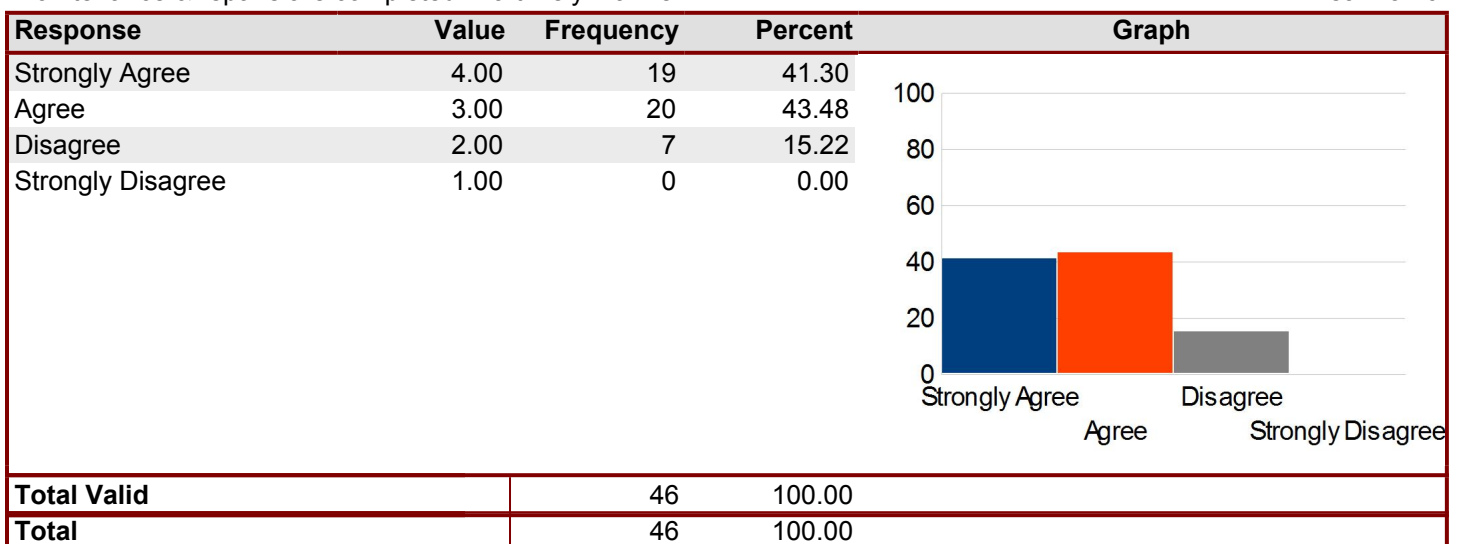 Response Value Frequency Percent Graph
Strongly Agree 4.00 19 41.30
Agree 3.00 20 43.48
Disagree 2.00 7 15.22
Strongly Disagree 1.00 0 0.00
100
80
60
40
20
0
Strongly Agree Disagree
Agree Strongly Disagree
Total Valid 46 100.00
Total 46 100.00